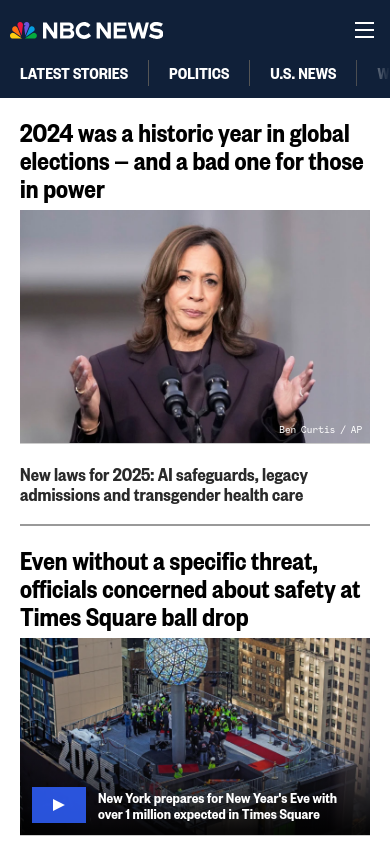 NBC NEWS
LATEST STORIES
POLITICS
U.S. NEWS
2024 was a historic year in global
elections — and a bad one for those
in power
Ben Curtis / AP
New laws for 2025: AI safeguards, legacy
admissions and transgender health care
Even without a specific threat,
officials concerned about safety at
Times Square ball drop
2025
New York prepares for New Year's Eve with
over 1 million expected in Times Square